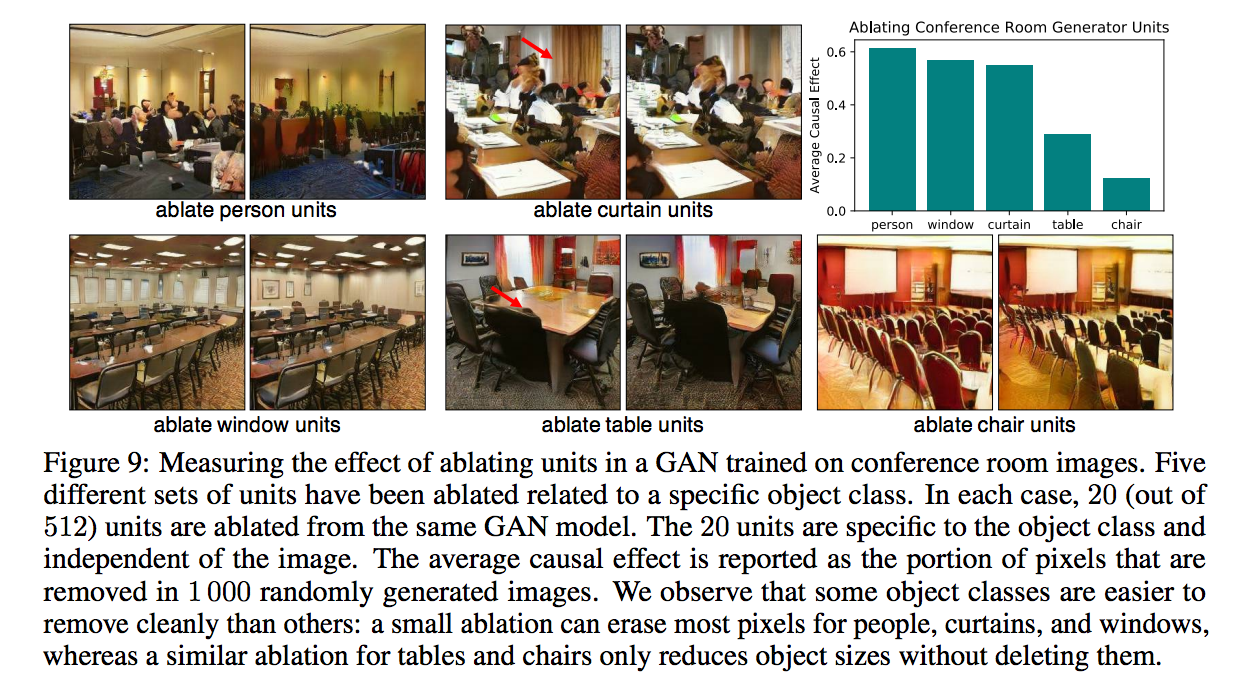 Ablating Conference Room Generator Units
Average Causal Effect
0.6
0.4
0.2
0.0
person window curtain table chair
ablate person units
ablate curtain units
ablate window units
ablate table units
ablate chair units
Figure 9: Measuring the effect of ablating units in a GAN trained on conference room images. Five
different sets of units have been ablated related to a specific object class. In each case, 20 (out of
512) units are ablated from the same GAN model. The 20 units are specific to the object class and
independent of the image. The average causal effect is reported as the portion of pixels that are
removed in 1 000 randomly generated images. We observe that some object classes are easier to
remove cleanly than others: a small ablation can erase most pixels for people, curtains, and windows,
whereas a similar ablation for tables and chairs only reduces object sizes without deleting them.